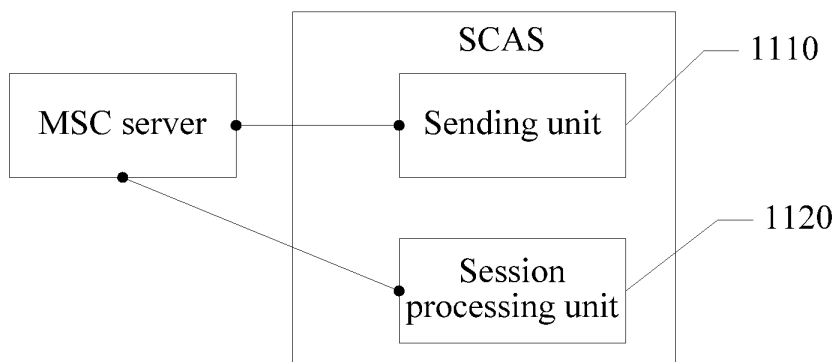 SCAS
1110
MSC server
Sending unit
1120
Session
processing unit